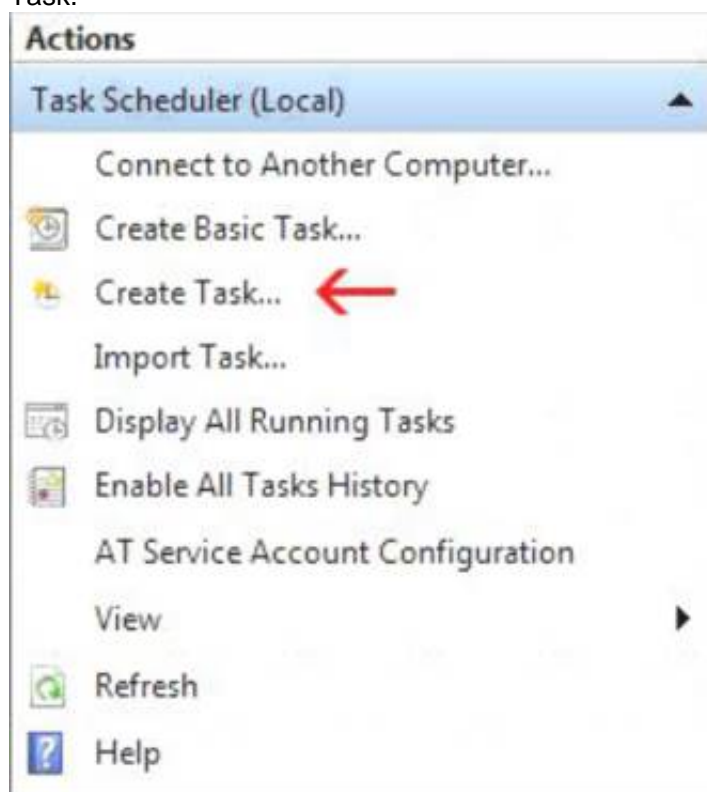 Task.
Actions
Task Scheduler (Local)
Connect to Another Computer...
Create Basic Task...
Create Task...
Import Task...
Display All Running Tasks
Enable All Tasks History
AT Service Account Configuration
View
Refresh
Help